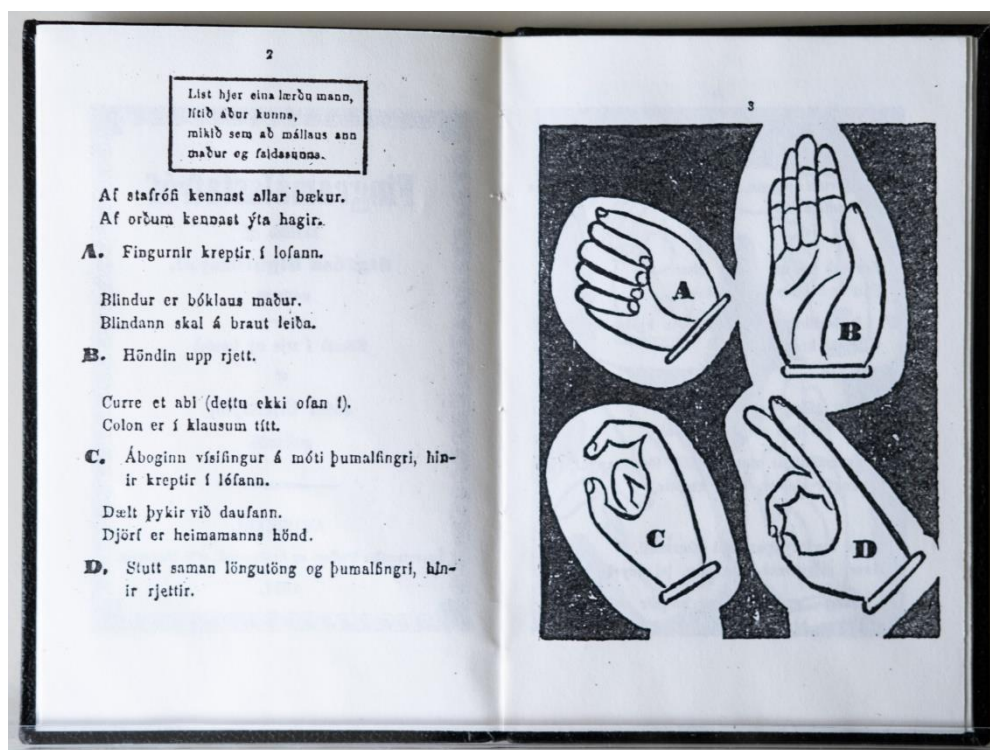 2
List hjer eina lærðu mann,
lítið aður kunna,
mikið sem að mállaus ann
maður og faldasunna.
Af stafrófi kennast allar bækur.
Af orðum kennast ýta hagir.
A. Fingurnir kreptir í lofann.
Blindur er bóklaus maður.
Blindann skal á braut leiða.
B. Höndin upp rjett.
Curre et abi (dettu ekki ofan í).
Colon er í klausum títt.
C. Áboginn vísifingur á móti þumalfingri, hin-
ir kreptir í lófann.
Dælt þykir við daufann.
Djörf er heimamanns hönd.
D. Stutt saman löngutöng og þumalfingri, hin-
ir rjettir.
3
A
B
C
D